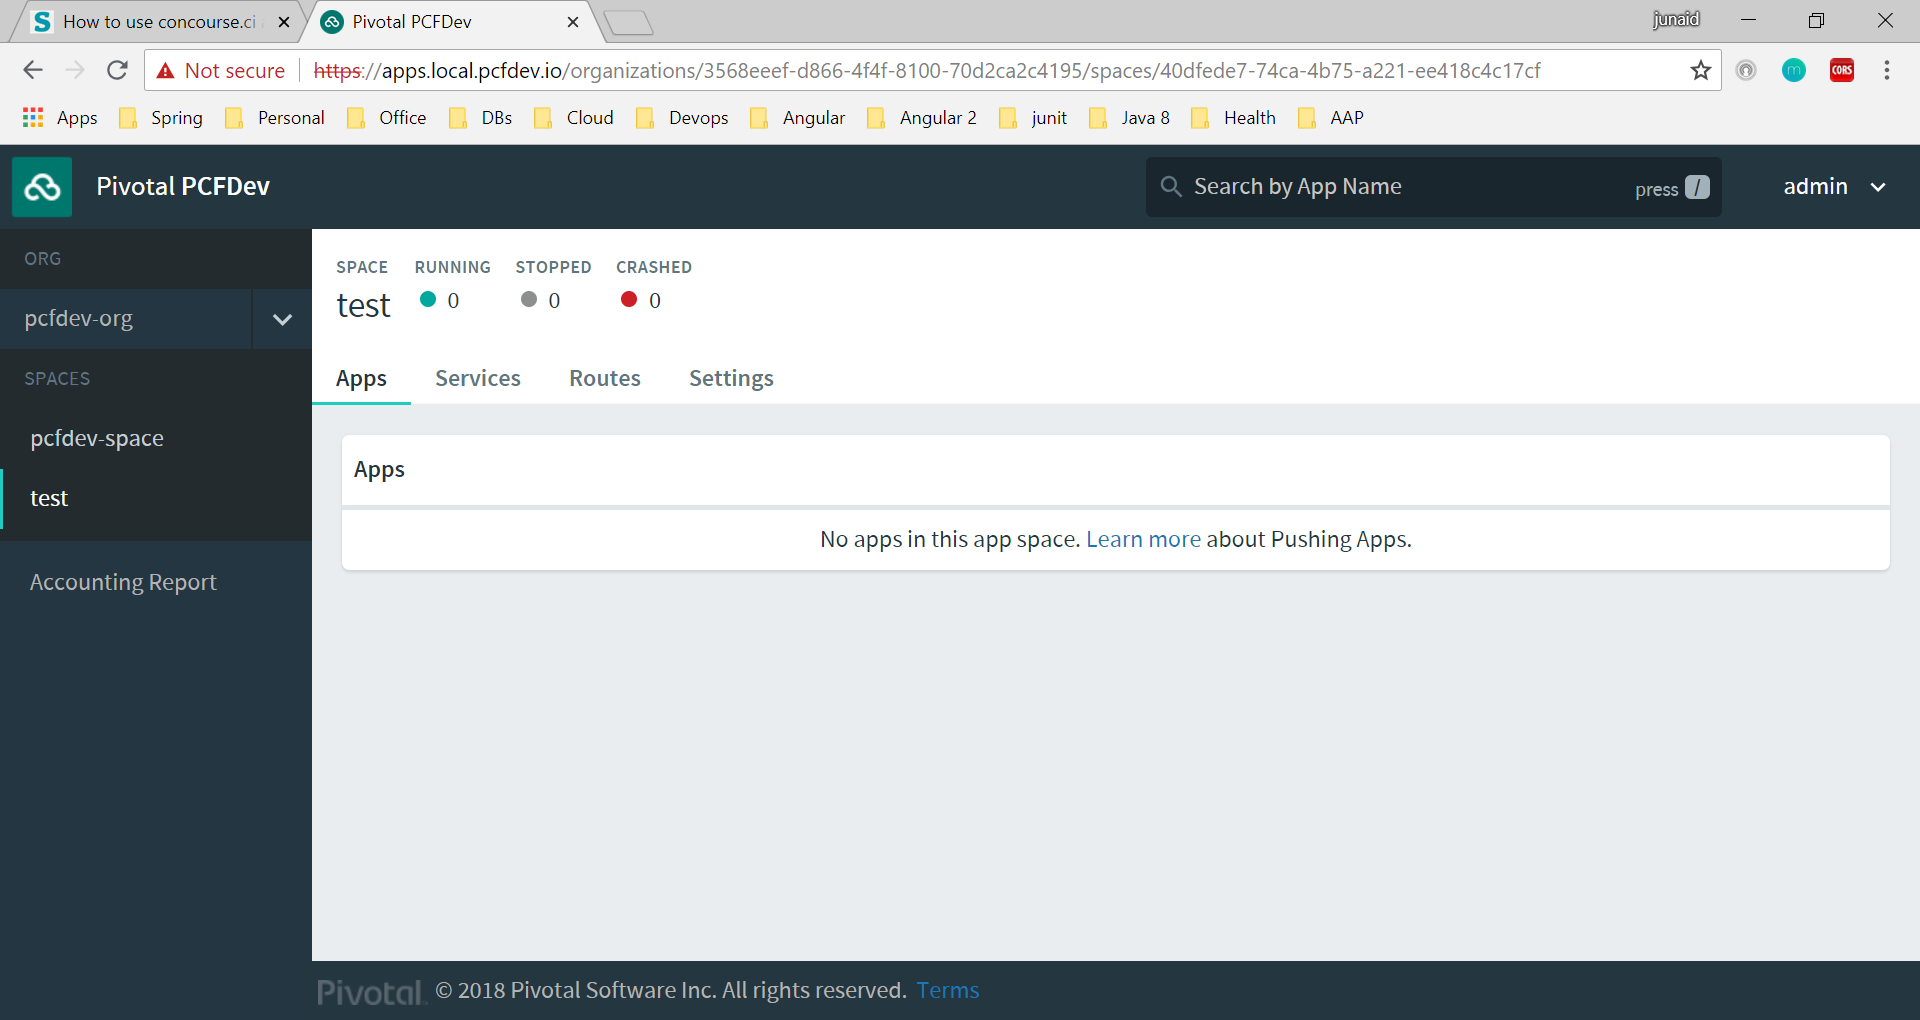 How to use concourse.ci
Pivotal PCFDev
junaid
Not secure
https://apps.local.pcfdev.io/organizations/3568eeef-d866-4f4f-8100-70d2ca2c4195/spaces/40dfede7-74ca-4b75-a221-ee418c4c17cf
m
CORS
Apps Spring Personal Office DBs Cloud Devops Angular Angular 2 junit Java 8 Health AAP
Pivotal PCFDev
Search by App Name
press /
admin
ORG
pcfdev-org
SPACES
pcfdev-space
test
Accounting Report
SPACE RUNNING STOPPED CRASHED
test 0 0 0
Apps Services Routes Settings
Apps
No apps in this app space. Learn more about Pushing Apps.
Pivotal © 2018 Pivotal Software Inc. All rights reserved. Terms